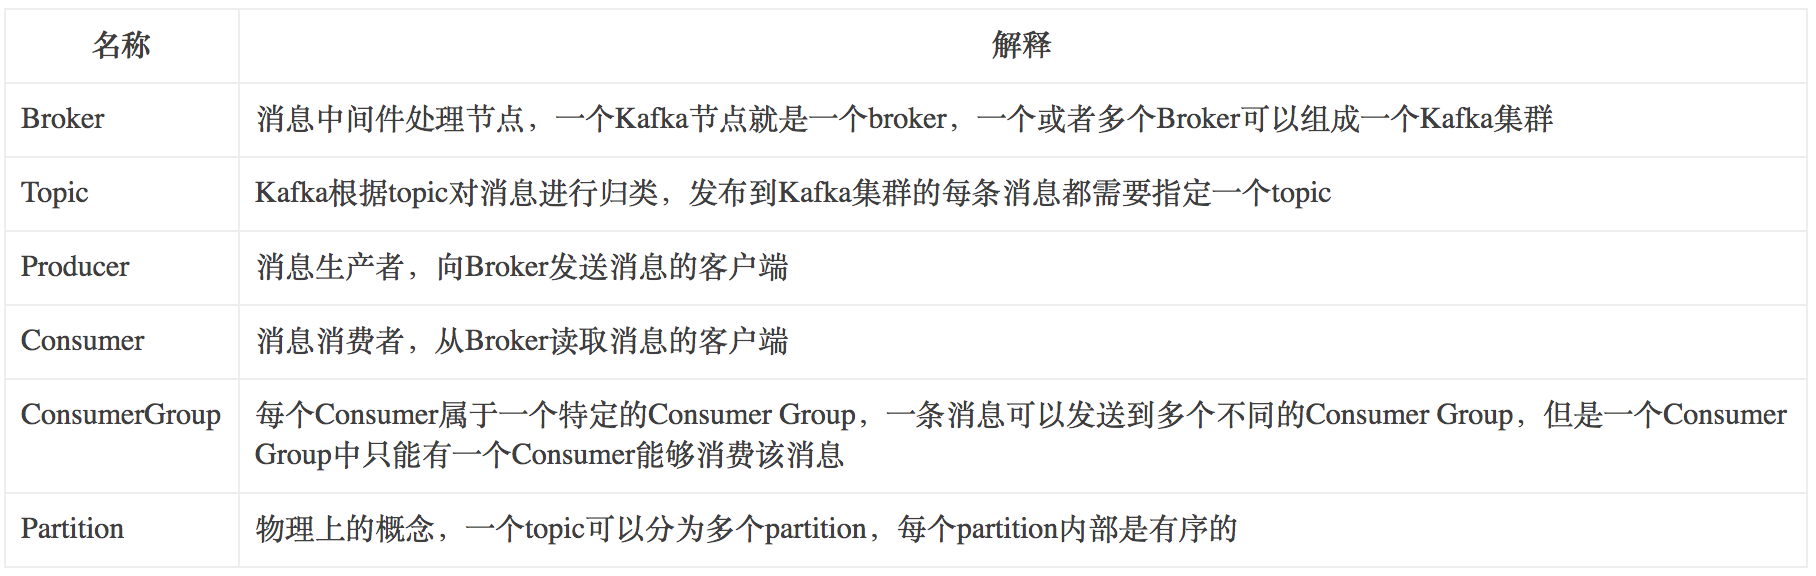 名称
解释
Broker
消息中间件处理节点，一个Kafka节点就是一个broker，一个或者多个Broker可以组成一个Kafka集群
Topic
Kafka根据topic对消息进行归类，发布到Kafka集群的每条消息都需要指定一个topic
Producer
消息生产者，向Broker发送消息的客户端
Consumer
消息消费者，从Broker读取消息的客户端
ConsumerGroup
每个Consumer属于一个特定的Consumer Group，一条消息可以发送到多个不同的Consumer Group，但是一个Consumer
Group中只能有一个Consumer能够消费该消息
Partition
物理上的概念，一个topic可以分为多个partition，每个partition内部是有序的